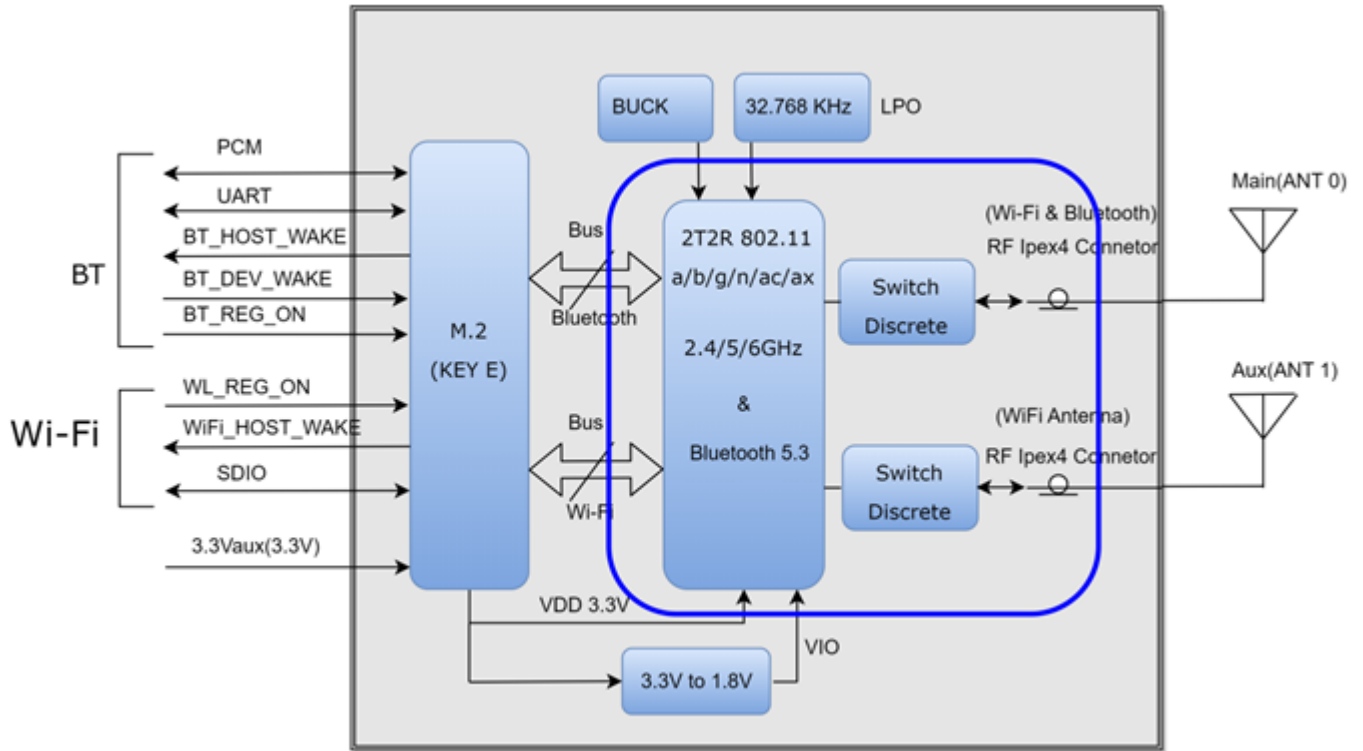 BUCK
32.768 KHz
LPO
PCM
UART
BT_HOST_WAKE
BT_DEV_WAKE
BT_REG_ON
BT
WL_REG_ON
WiFi_HOST_WAKE
SDIO
Wi-Fi
3.3Vaux(3.3V)
M.2
(KEY E)
Bus
Bluetooth
Bus
Wi-Fi
2T2R 802.11
a/b/g/n/ac/ax
2.4/5/6GHz
&
Bluetooth 5.3
Switch
Discrete
Switch
Discrete
(Wi-Fi & Bluetooth)
RF Ipex4 Connetor
Main(ANT 0)
(WiFi Antenna)
RF Ipex4 Connetor
Aux(ANT 1)
VDD 3.3V
VIO
3.3V to 1.8V